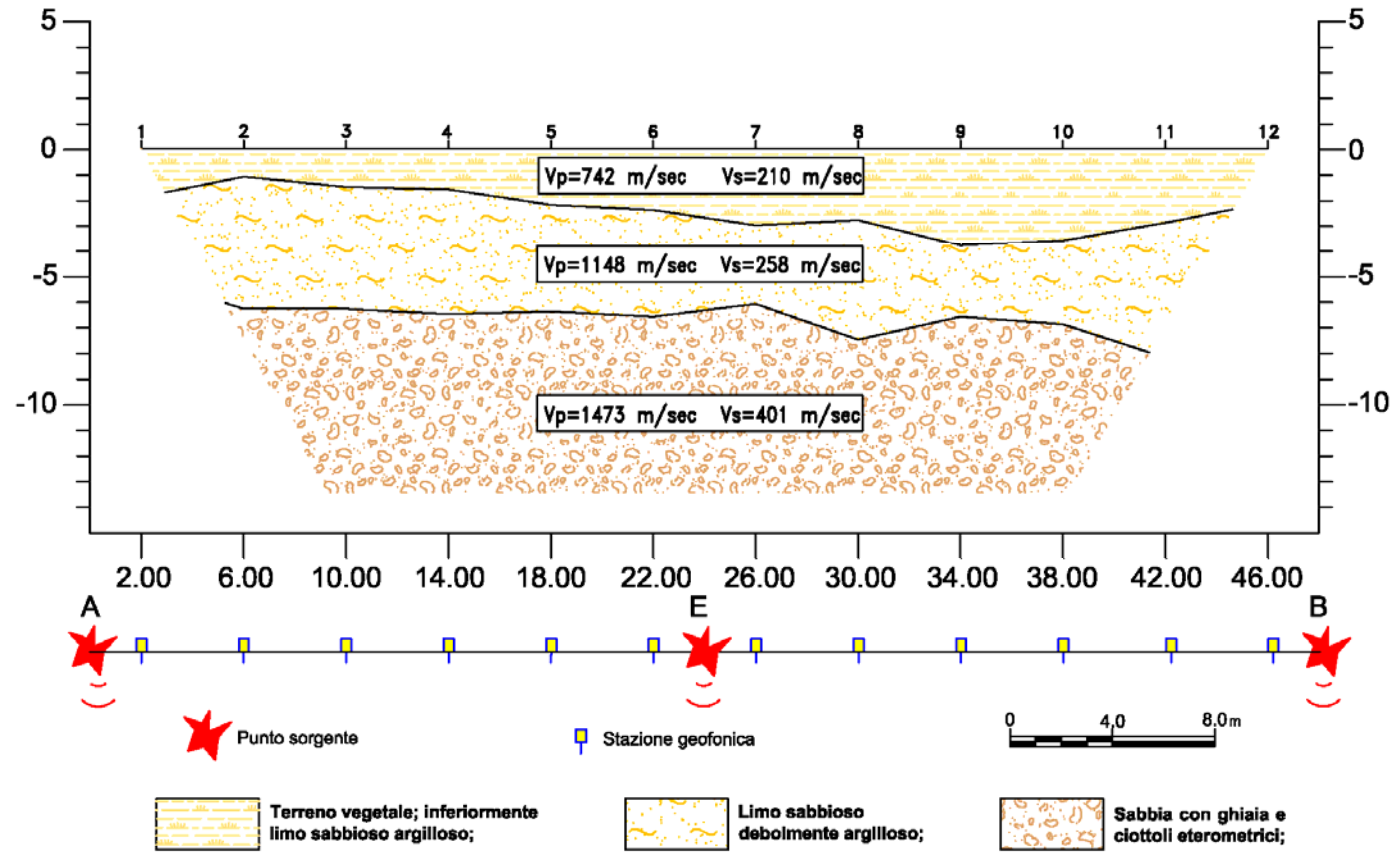 5 5
1 2 3 4 5 6 7 8 9 10 11 12
0 0
Vp=742 m/sec Vs=210 m/sec
Vp=1148 m/sec Vs=258 m/sec
-5 -5
Vp=1473 m/sec Vs=401 m/sec
-10 -10
2.00 6.00 10.00 14.00 18.00 22.00 26.00 30.00 34.00 38.00 42.00 46.00
A E B
0 4,0 8.0 m
Punto sorgente
Stazione geofonica
Terreno vegetale; inferiormente
limo sabbioso argilloso;
Limo sabbioso
debolmente argilloso;
Sabbia con ghiaia e
ciottoli eterometrici;